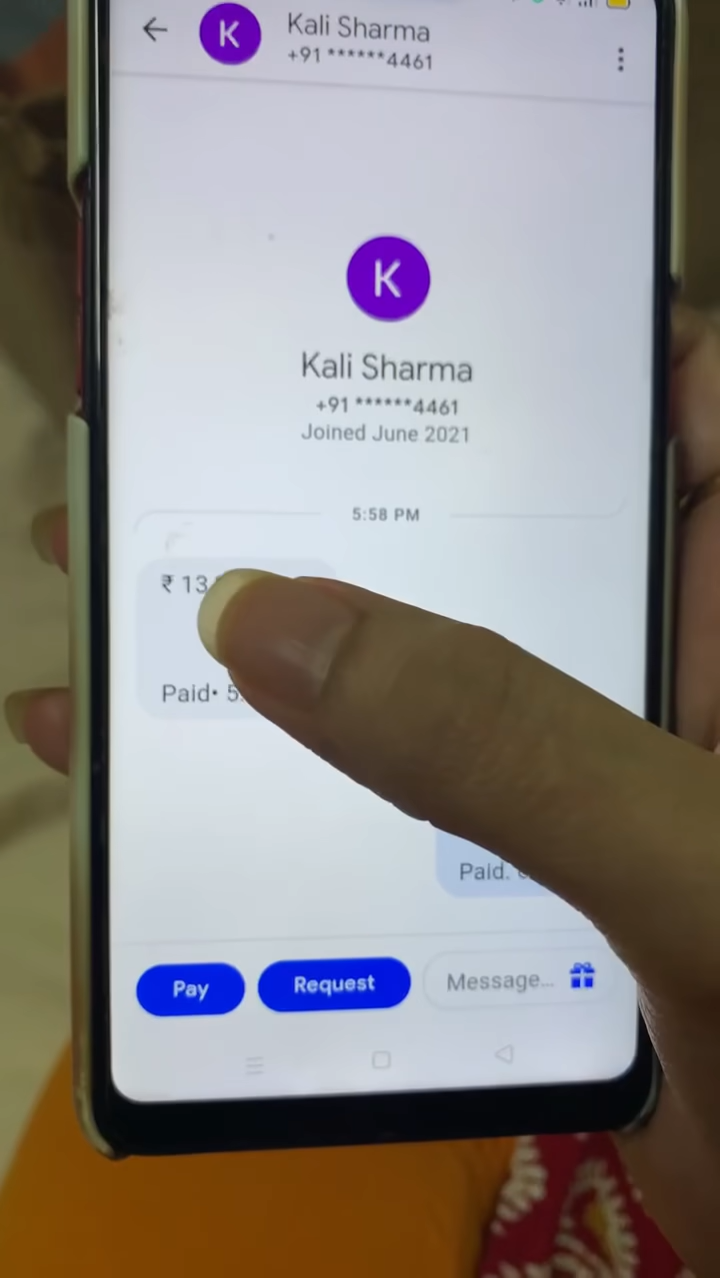 Kali Sharma
+91 ******4461
K
K
Kali Sharma
+91 ******4461
Joined June 2021
5:58 PM
₹ 13
Paid•
Paid.
Pay
Request
Message...